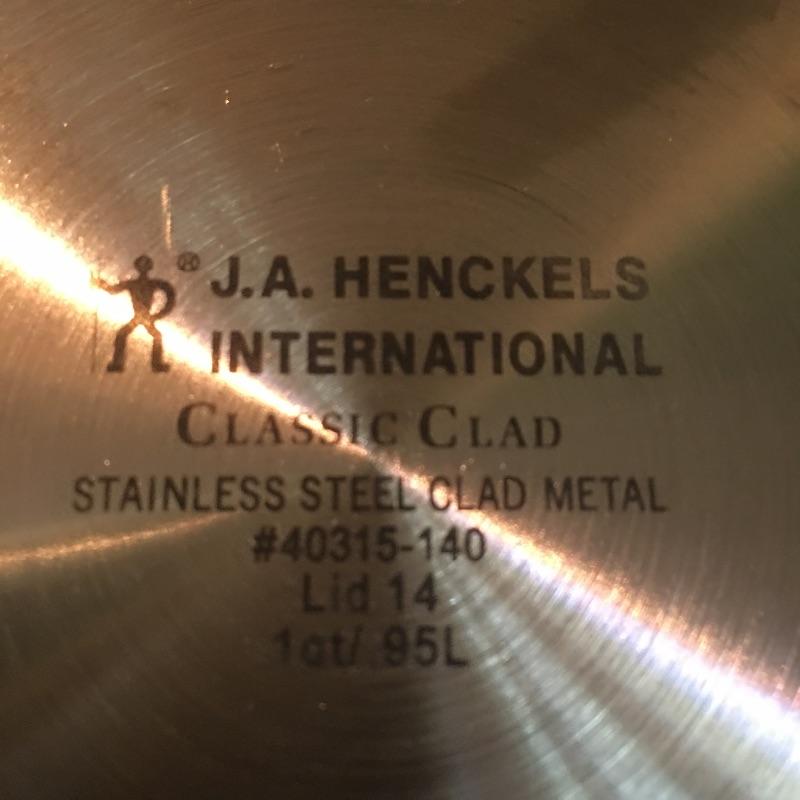 ® J.A. HENCKELS
INTERNATIONAL
CLASSIC CLAD
STAINLESS STEEL CLAD METAL
#40315-140
Lid 14
1qt/.95L